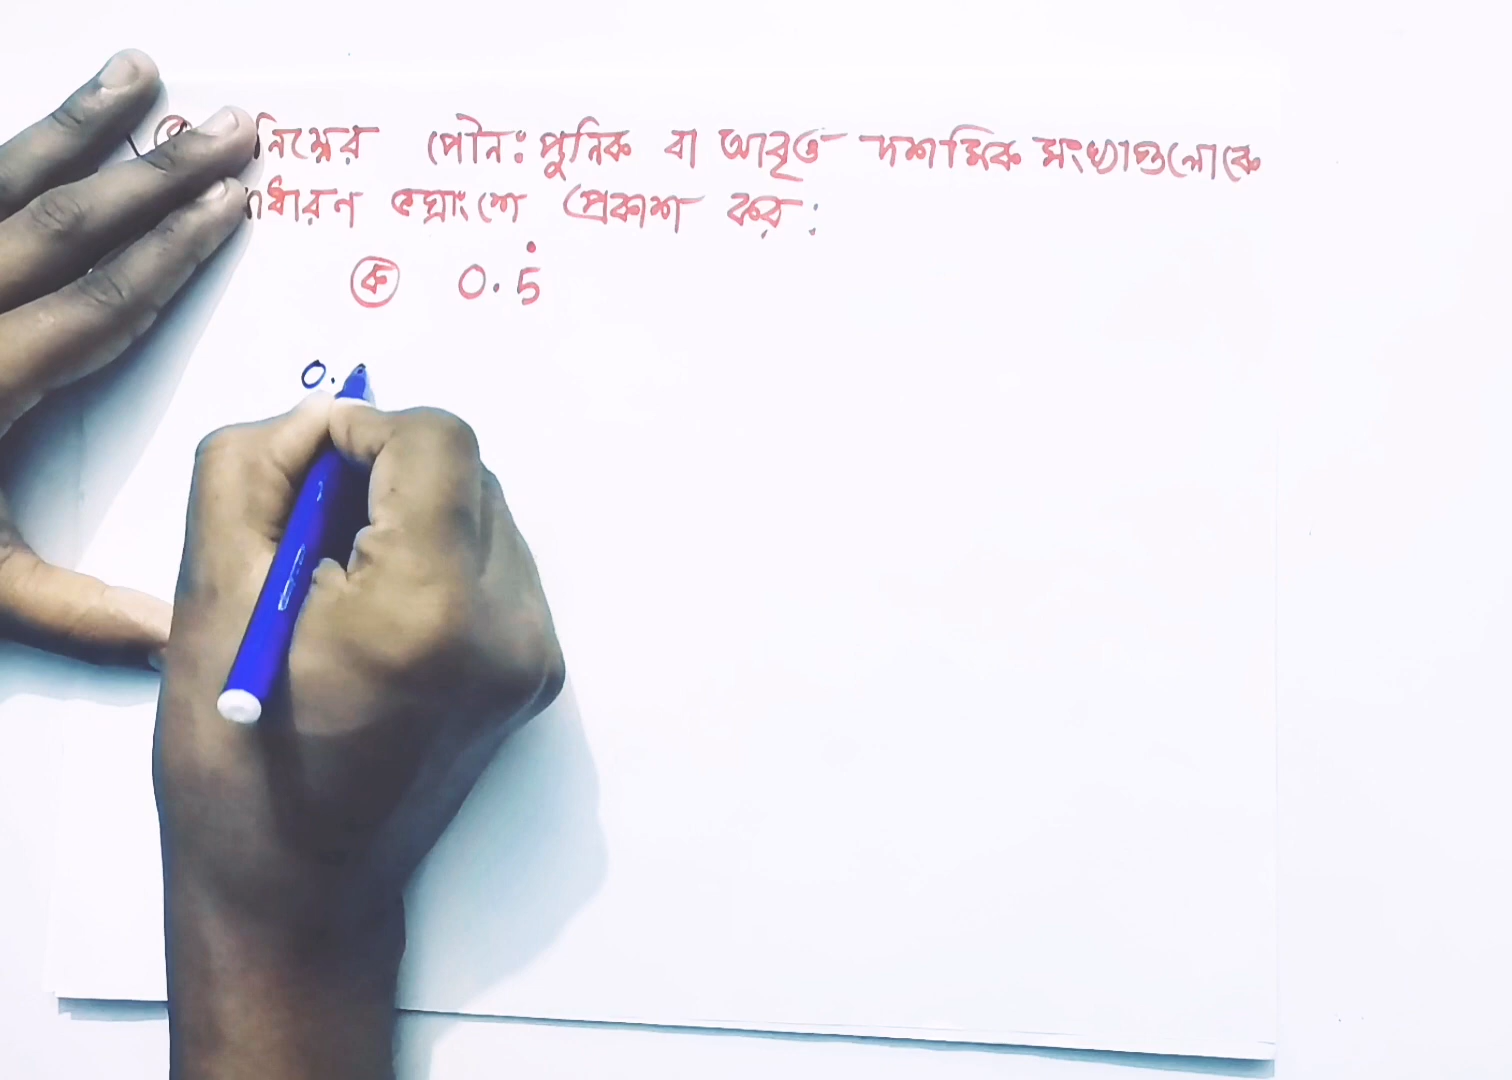 নিম্নের পৌনঃপুনিক বা আবৃত্ত দশমিক সংখ্যাগুলোকে
ধারণ ভগ্নাংশে প্রকাশ কর:
ক 0.5̇
0.